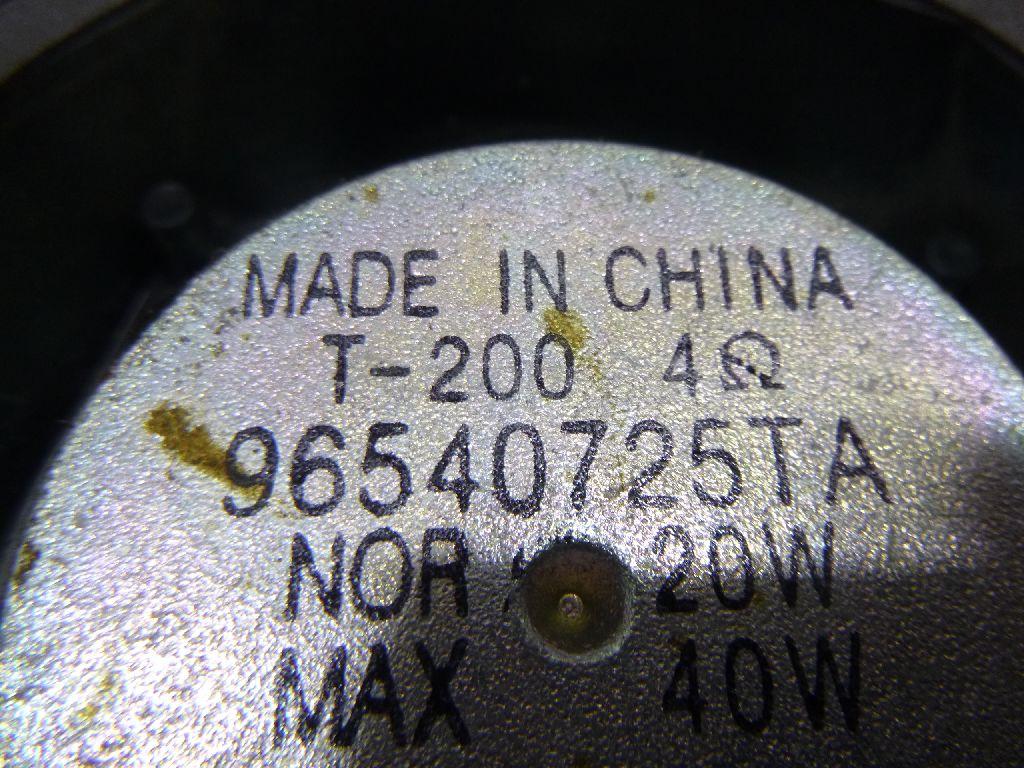 MADE IN CHINA
T-200 4Ω
96540725TA
NOR 20W
MAX 40W